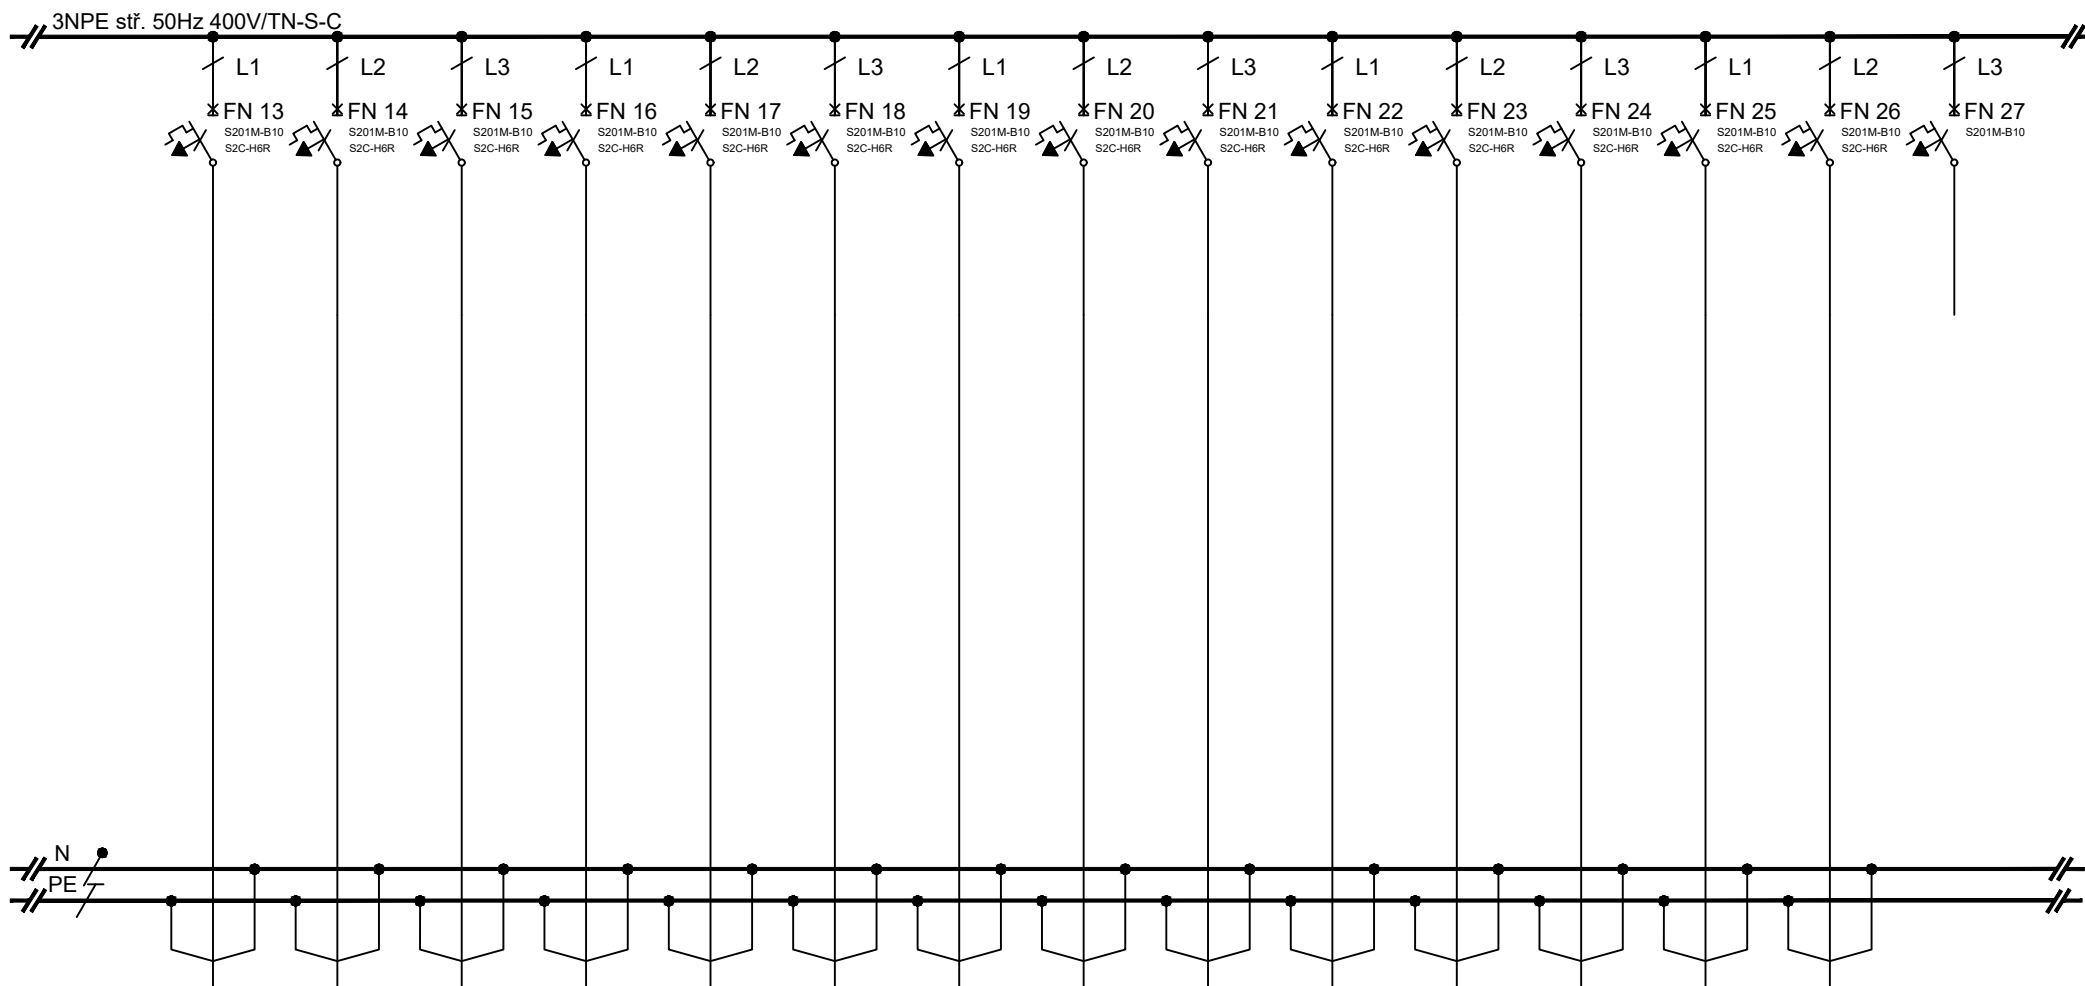 3NPE stř. 50Hz 400V/TN-S-C
L1 L2 L3 L1 L2 L3 L1 L2 L3 L1 L2 L3 L1 L2 L3
FN 13 FN 14 FN 15 FN 16 FN 17 FN 18 FN 19 FN 20 FN 21 FN 22 FN 23 FN 24 FN 25 FN 26 FN 27
S201M-B10 S201M-B10 S201M-B10 S201M-B10 S201M-B10 S201M-B10 S201M-B10 S201M-B10 S201M-B10 S201M-B10 S201M-B10 S201M-B10 S201M-B10 S201M-B10 S201M-B10
S2C-H6R S2C-H6R S2C-H6R S2C-H6R S2C-H6R S2C-H6R S2C-H6R S2C-H6R S2C-H6R S2C-H6R S2C-H6R S2C-H6R S2C-H6R S2C-H6R
N
PE